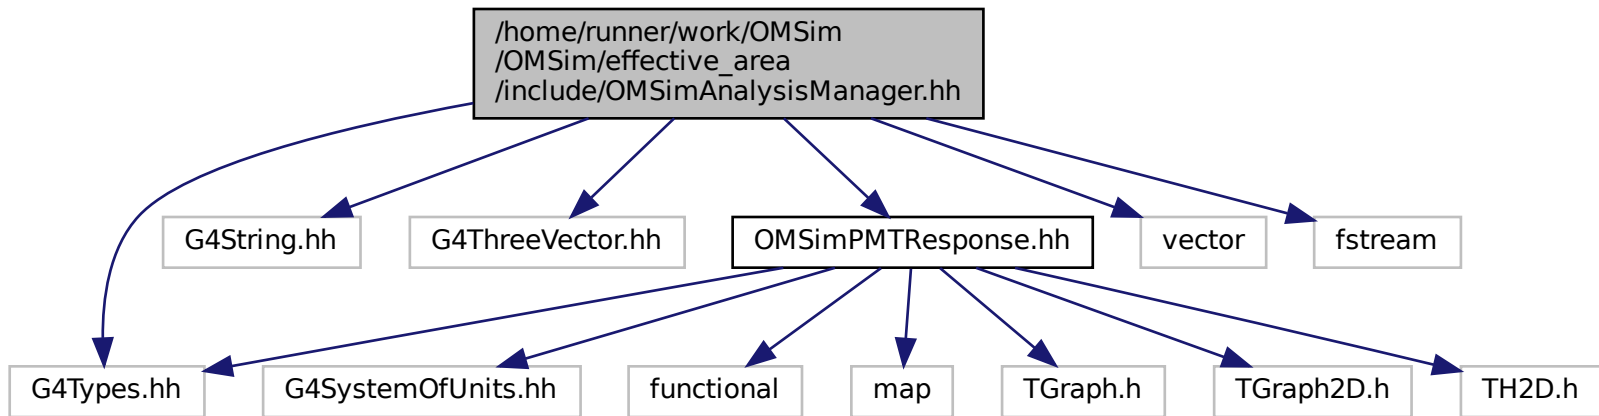 /home/runner/work/OMSim
/OMSim/effective_area
/include/OMSimAnalysisManager.hh
G4String.hh
G4ThreeVector.hh
OMSimPMTResponse.hh
vector
fstream
G4Types.hh
G4SystemOfUnits.hh
functional
map
TGraph.h
TGraph2D.h
TH2D.h